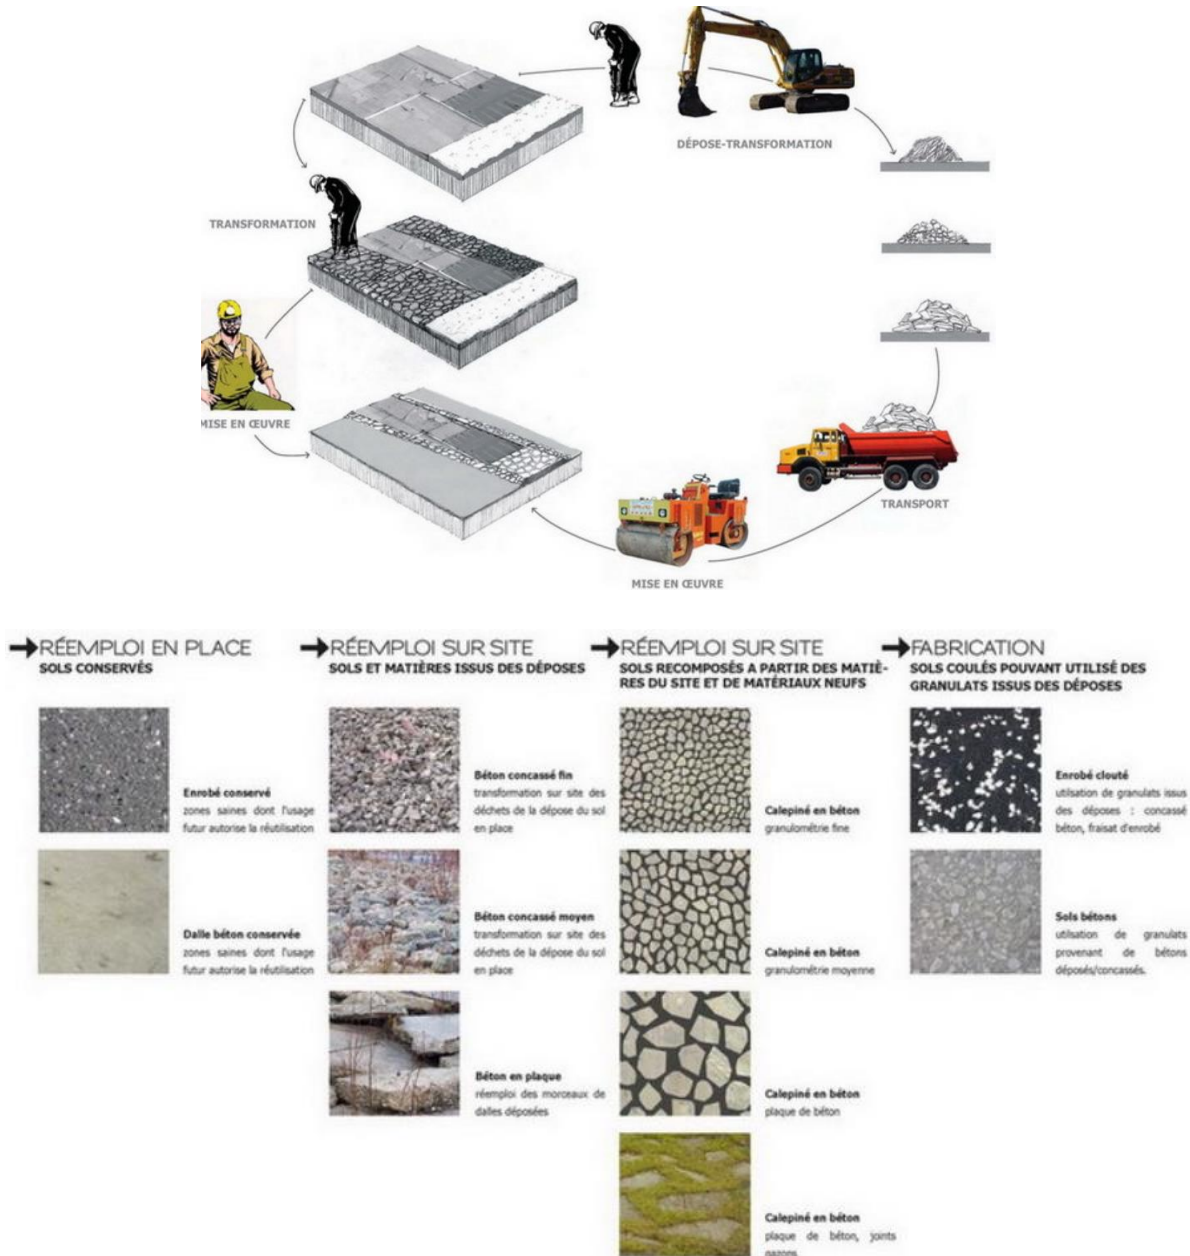 DÉPOSE-TRANSFORMATION
TRANSFORMATION
MISE EN ŒUVRE
TRANSPORT
MISE EN ŒUVRE
RÉEMPLOI EN PLACE
SOLS CONSERVÉS
Enrobé conservé
zones saines dont l'usage
futur autorise la réutilisation
Dalle béton conservée
zones saines dont l'usage
futur autorise la réutilisation
RÉEMPLOI SUR SITE
SOLS ET MATIÈRES ISSUS DES DÉPOSES
Béton concassé fin
transformation sur site des
déchets de la dépose du sol
en place
Béton concassé moyen
transformation sur site des
déchets de la dépose du sol
en place
Béton en plaque
réemploi des morceaux de
dalles déposées
RÉEMPLOI SUR SITE
SOLS RECOMPOSÉS A PARTIR DES MATIÈ-
RES DU SITE ET DE MATÉRIAUX NEUFS
Calepiné en béton
granulométrie fine
Calepiné en béton
granulométrie moyenne
Calepiné en béton
plaque de béton
Calepiné en béton
plaque de béton, joints
gazons.
FABRICATION
SOLS COULÉS POUVANT UTILISÉ DES
GRANULATS ISSUS DES DÉPOSES
Enrobé clouté
utilisation de granulats issus
des déposes : concassé
béton, fraisat d'enrobé
Sols bétons
utilisation de granulats
provenant de bétons
déposés/concassés.